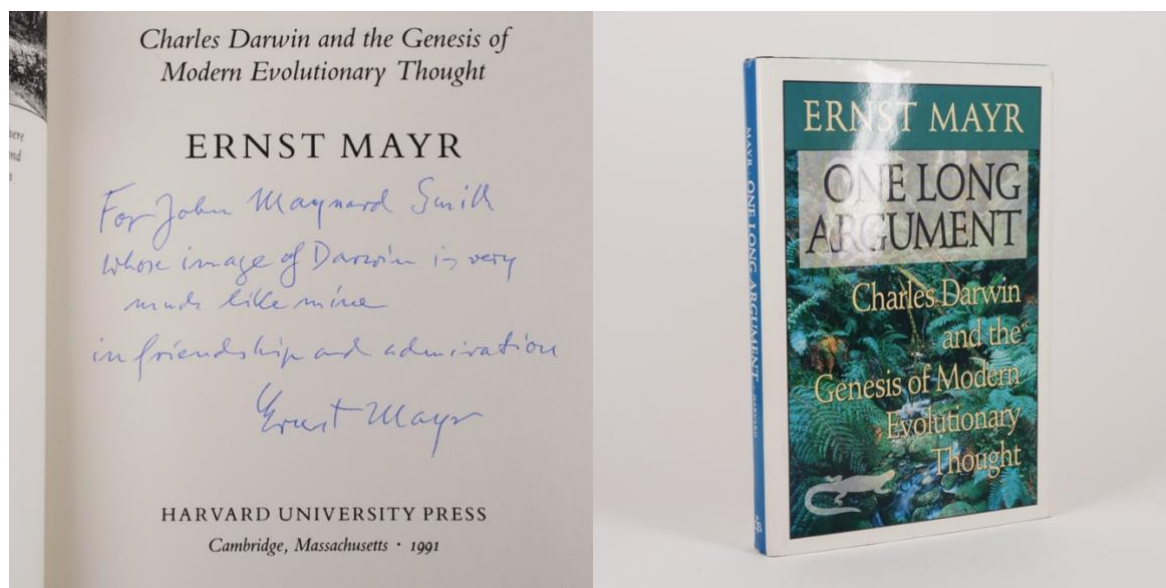 Charles Darwin and the Genesis of
Modern Evolutionary Thought
ERNST MAYR
For John Maynard Smith
whose image of Darwin is very
much like mine
in friendship and admiration
Ernst Mayr
HARVARD UNIVERSITY PRESS
Cambridge, Massachusetts · 1991
ere
nd
MAYR ONE LONG ARGUMENT
ERNST MAYR
ONE LONG
ARGUMENT
Charles Darwin
and the
Genesis of Modern
Evolutionary
Thought